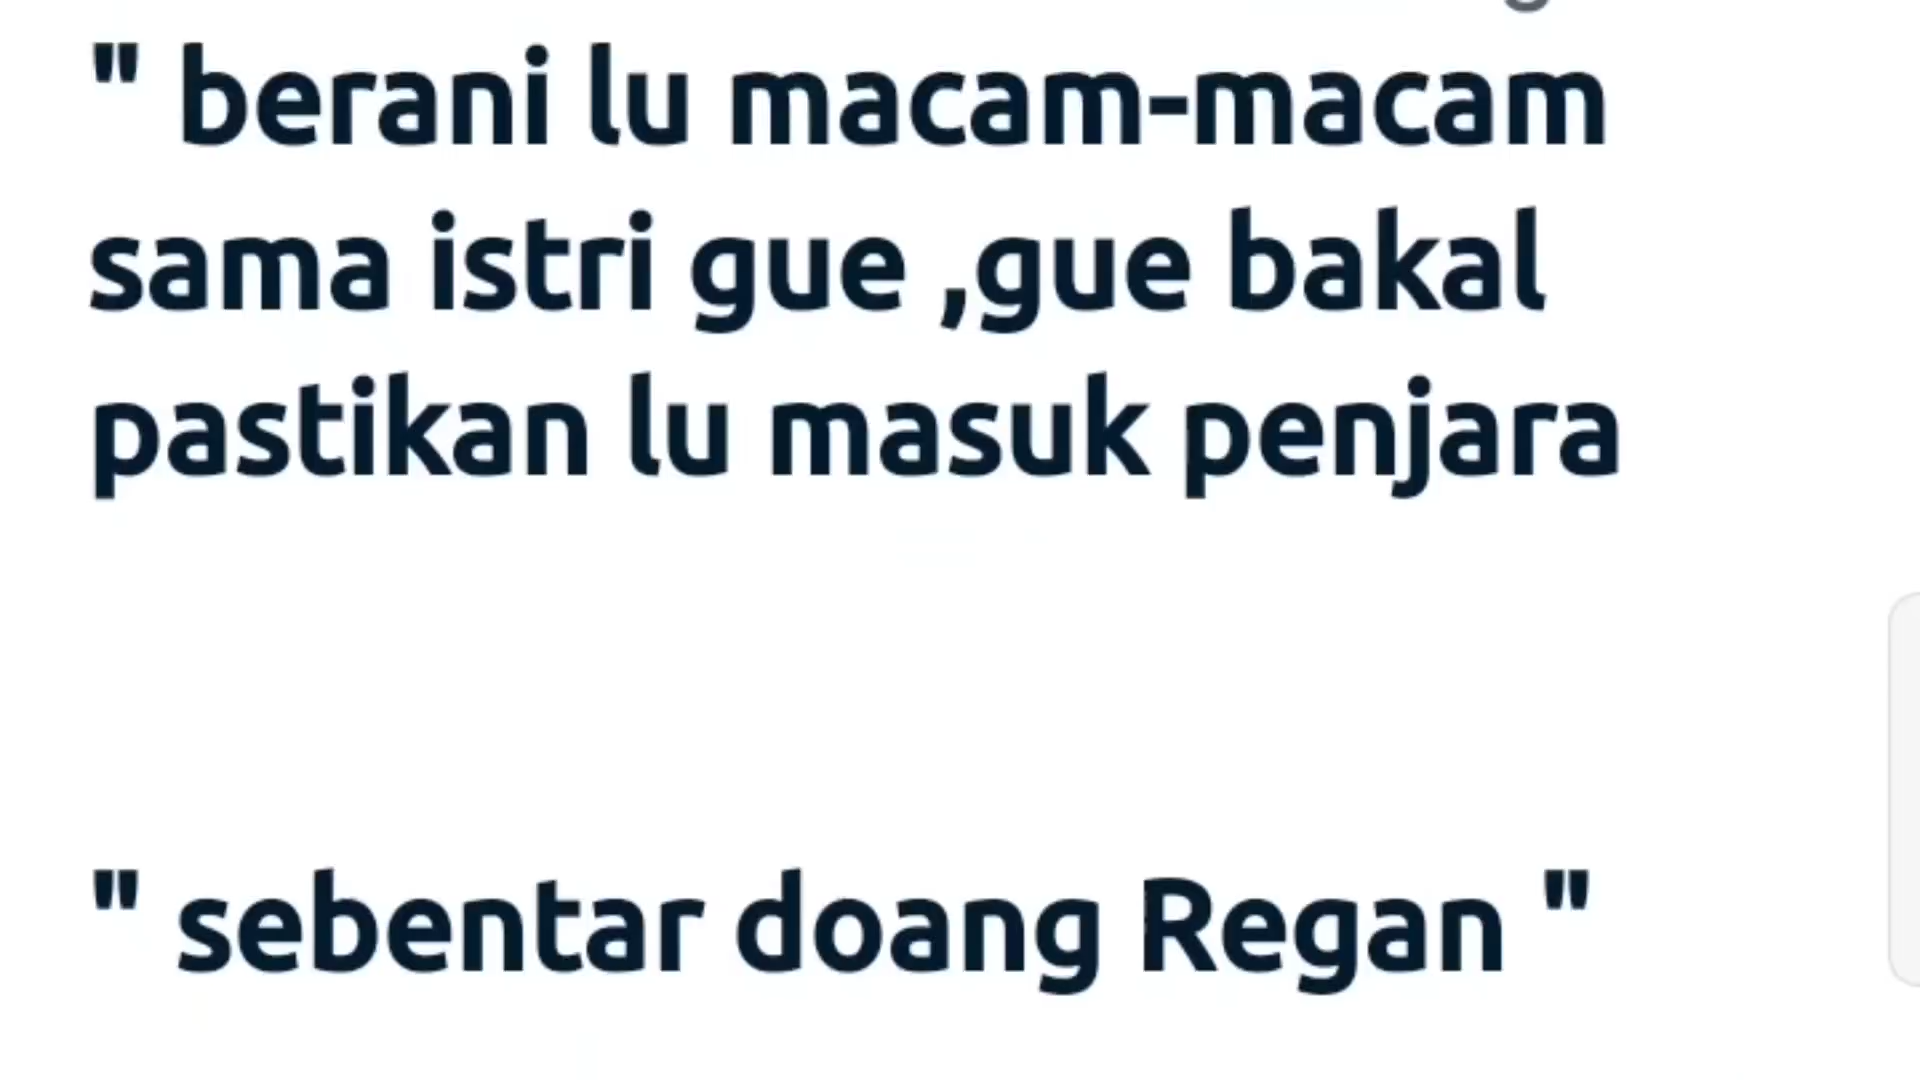 " berani lu macam-macam
sama istri gue ,gue bakal
pastikan lu masuk penjara
" sebentar doang Regan "